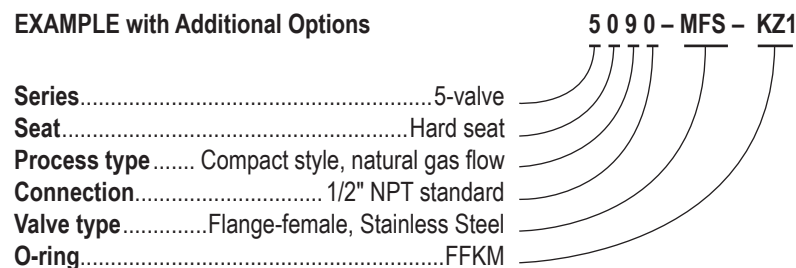 EXAMPLE with Additional Options 5 0 9 0 – MFS – KZ1
Series..........................................................5-valve
Seat.........................................................Hard seat
Process type....... Compact style, natural gas flow
Connection........................... 1/2" NPT standard
Valve type..............Flange-female, Stainless Steel
O-ring............................................................FFKM